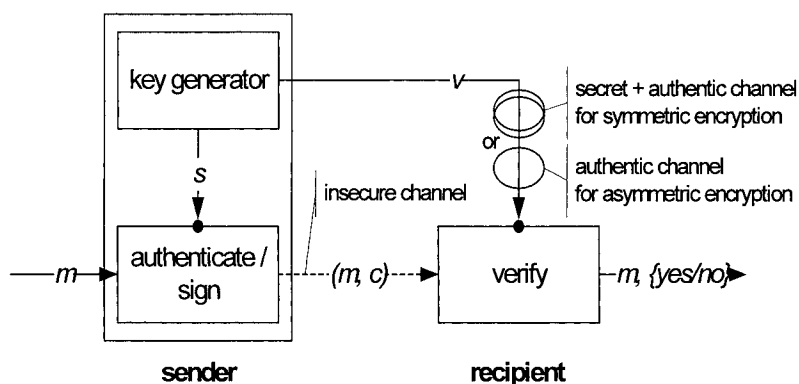 key generator
v
secret + authentic channel
for symmetric encryption
or
authentic channel
for asymmetric encryption
s
insecure channel
m
authenticate /
sign
(m, c)
verify
m, {yes/no}
sender
recipient